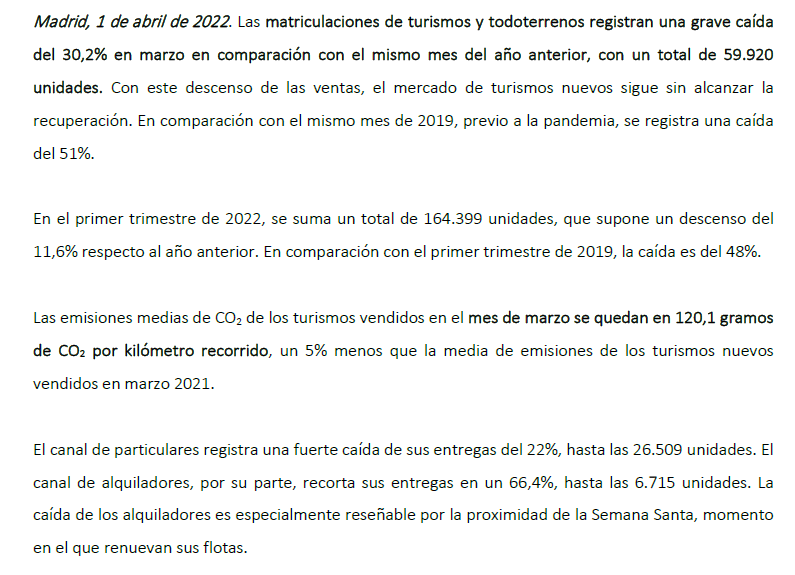 Madrid, 1 de abril de 2022. Las matriculaciones de turismos y todoterrenos registran una grave caída
del 30,2% en marzo en comparación con el mismo mes del año anterior, con un total de 59.920
unidades. Con este descenso de las ventas, el mercado de turismos nuevos sigue sin alcanzar la
recuperación. En comparación con el mismo mes de 2019, previo a la pandemia, se registra una caída
del 51%.
En el primer trimestre de 2022, se suma un total de 164.399 unidades, que supone un descenso del
11,6% respecto al año anterior. En comparación con el primer trimestre de 2019, la caída es del 48%.
Las emisiones medias de CO₂ de los turismos vendidos en el mes de marzo se quedan en 120,1 gramos
de CO₂ por kilómetro recorrido, un 5% menos que la media de emisiones de los turismos nuevos
vendidos en marzo 2021.
El canal de particulares registra una fuerte caída de sus entregas del 22%, hasta las 26.509 unidades. El
canal de alquiladores, por su parte, recorta sus entregas en un 66,4%, hasta las 6.715 unidades. La
caída de los alquiladores es especialmente reseñable por la proximidad de la Semana Santa, momento
en el que renuevan sus flotas.